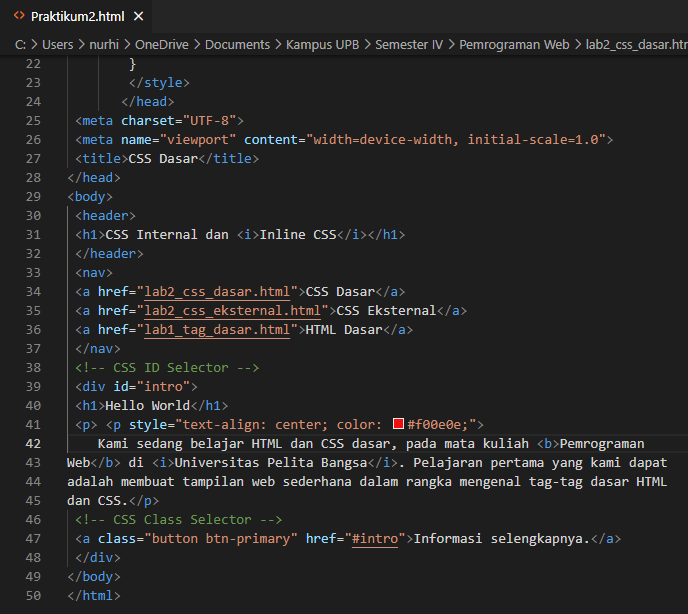 Praktikum2.html
C: > Users > nurhi > OneDrive > Documents > Kampus UPB > Semester IV > Pemrograman Web > lab2_css_dasar.htm
22 }
23 </style>
24 </head>
25 <meta charset="UTF-8">
26 <meta name="viewport" content="width=device-width, initial-scale=1.0">
27 <title>CSS Dasar</title>
28 </head>
29 <body>
30 <header>
31 <h1>CSS Internal dan <i>Inline CSS</i></h1>
32 </header>
33 <nav>
34 <a href="lab2_css_dasar.html">CSS Dasar</a>
35 <a href="lab2_css_eksternal.html">CSS Eksternal</a>
36 <a href="lab1_tag_dasar.html">HTML Dasar</a>
37 </nav>
38 <!-- CSS ID Selector -->
39 <div id="intro">
40 <h1>Hello World</h1>
41 <p> <p style="text-align: center; color: #f00e0e;">
42 Kami sedang belajar HTML dan CSS dasar, pada mata kuliah <b>Pemrograman
43 Web</b> di <i>Universitas Pelita Bangsa</i>. Pelajaran pertama yang kami dapat
44 adalah membuat tampilan web sederhana dalam rangka mengenal tag-tag dasar HTML
45 dan CSS.</p>
46 <!-- CSS Class Selector -->
47 <a class="button btn-primary" href="#intro">Informasi selengkapnya.</a>
48 </div>
49 </body>
50 </html>